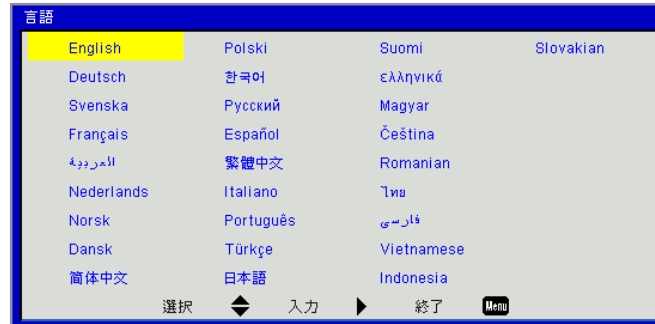 言語
English Polski Suomi Slovakian
Deutsch 한국어 ελληνικά
Svenska Русский Magyar
Français Español Čeština
العربية 繁體中文 Romanian
Nederlands Italiano ไทย
Norsk Português فارسی
Dansk Türkçe Vietnamese
简体中文 日本語 Indonesia
選択 入力 終了 Menu